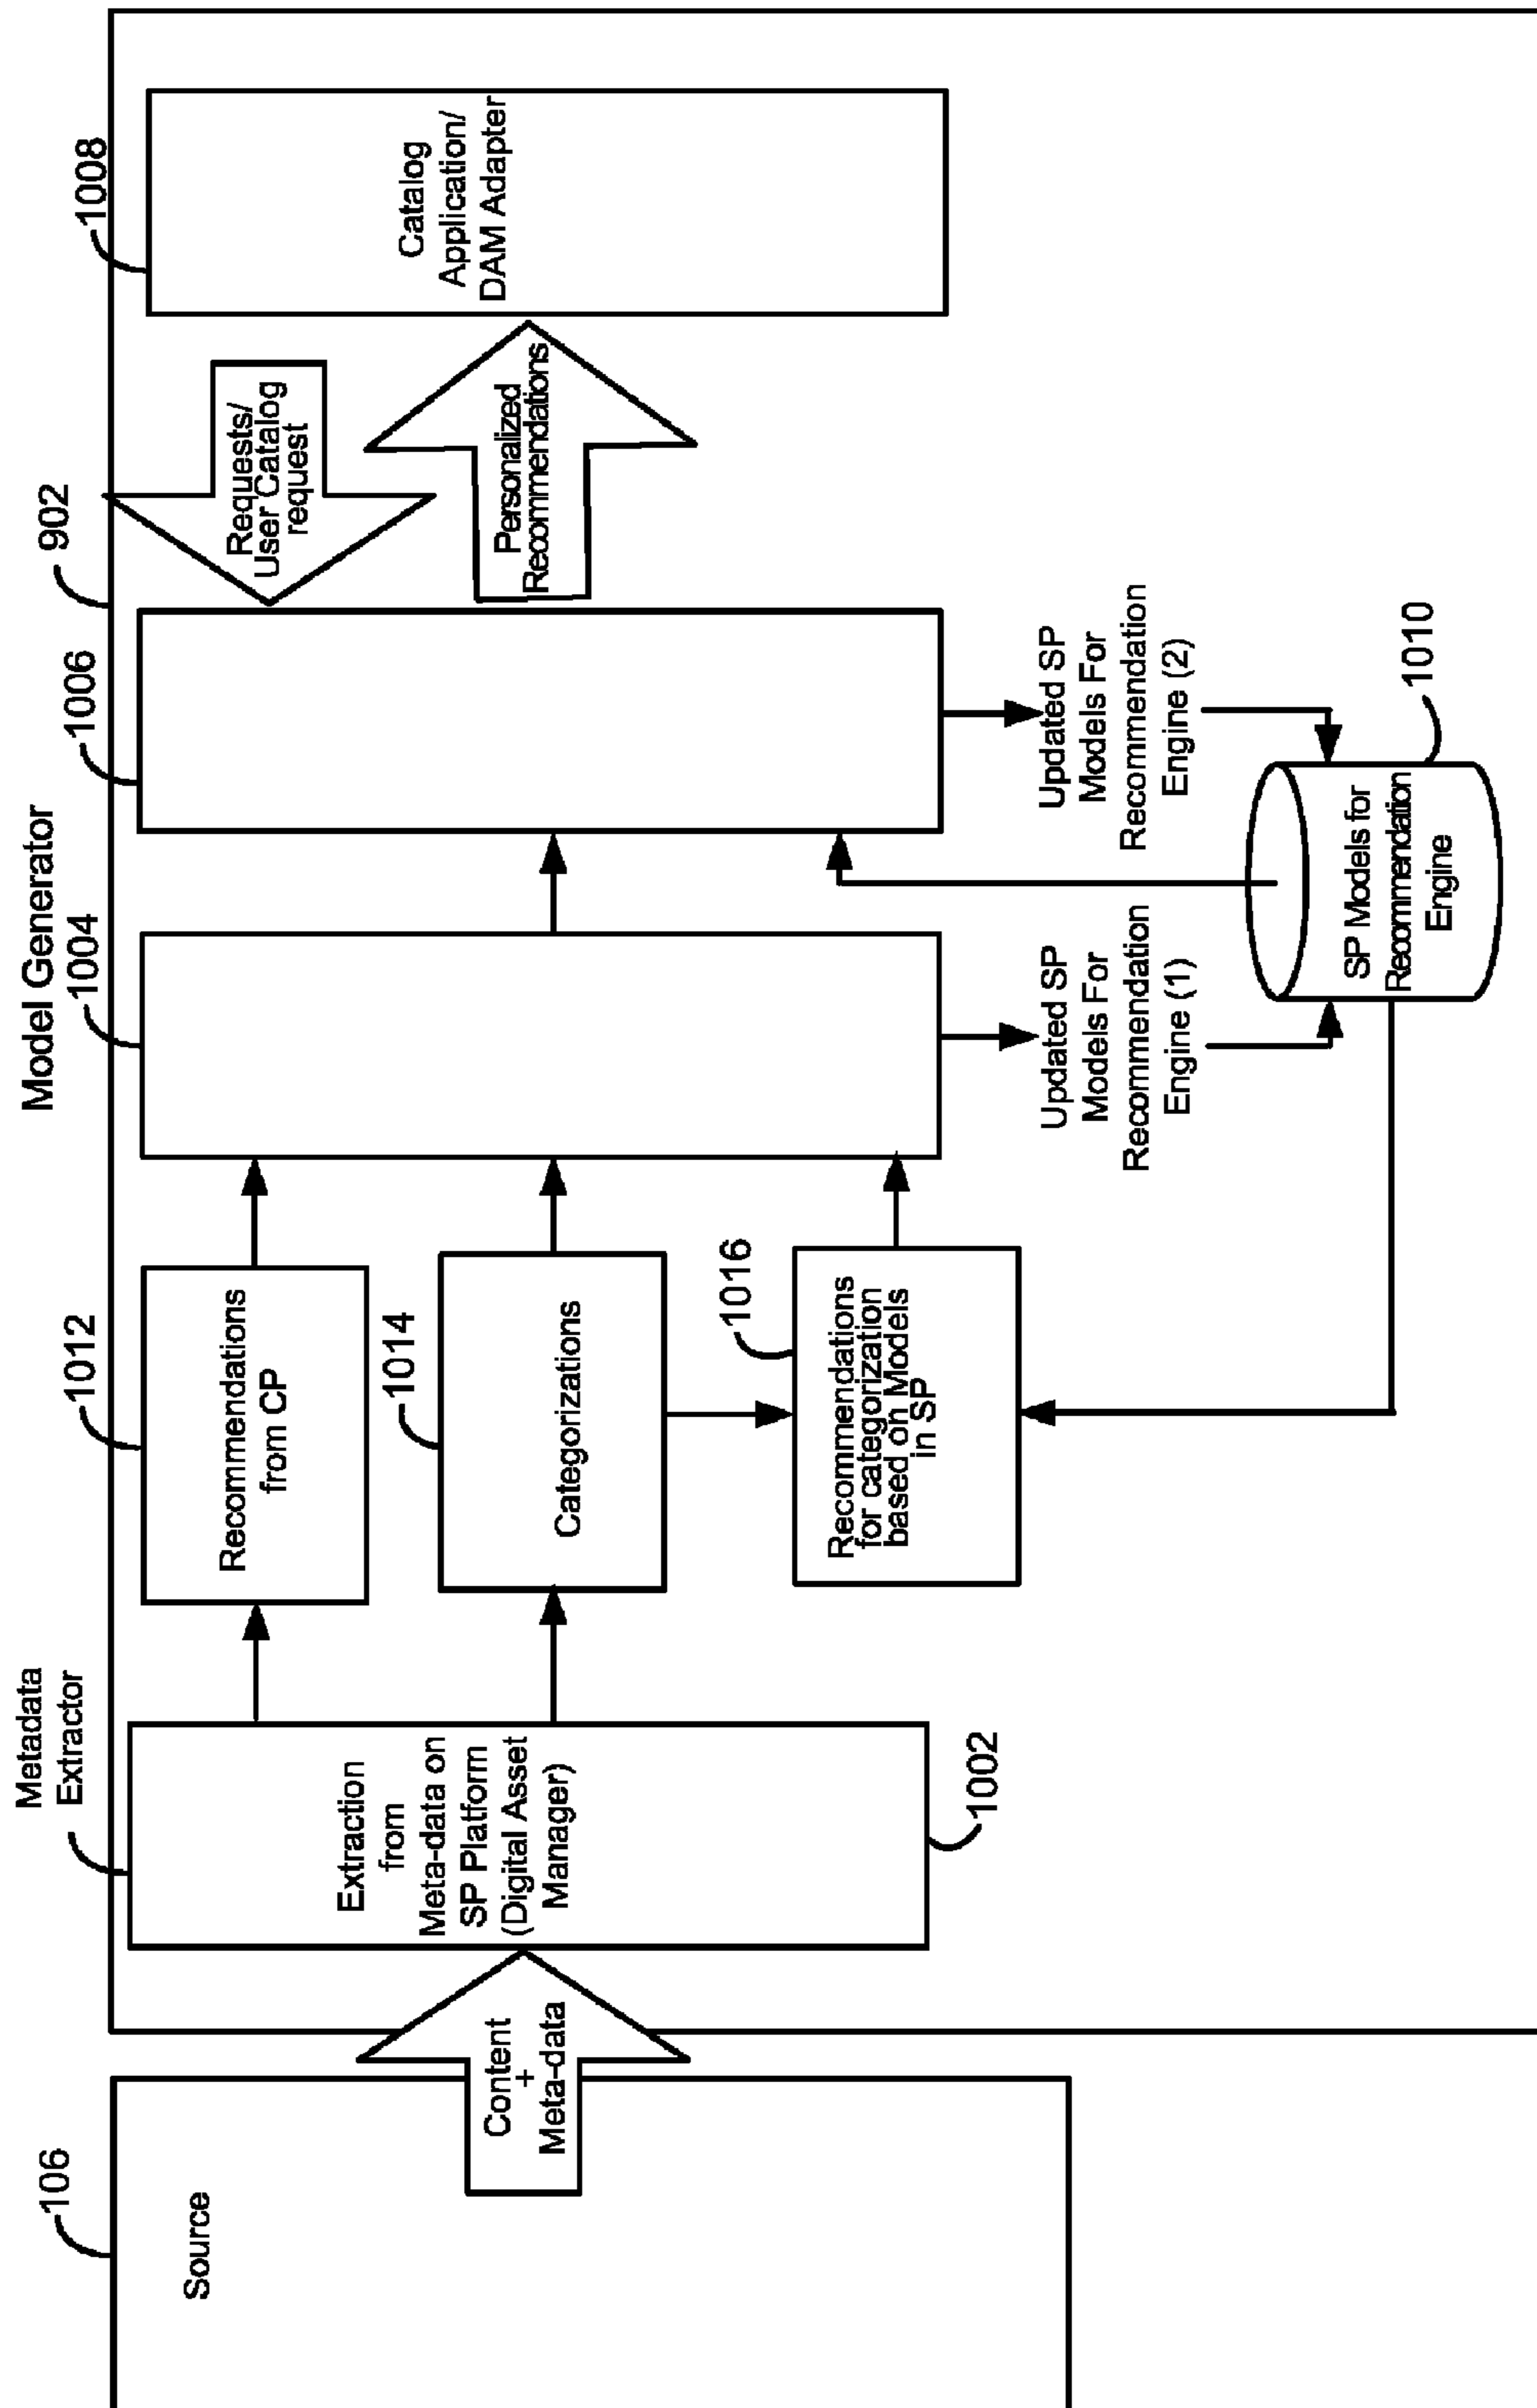 106
Source
Content
+
Meta-data
Metadata
Extractor
Extraction
from
Meta-data on
SP Platform
(Digital Asset
Manager)
1002
1012
Recommendations
from CP
1014
Categorizations
1016
Recommendations
for categorization
based on Models
in SP
Model Generator
1004
Updated SP
Models For
Recommendation
Engine (1)
1006
902
Updated SP
Models For
Recommendation
Engine (2)
1010
SP Models for
Recommendation
Engine
Requests/
User Catalog
request
Personalized
Recommendations
1008
Catalog
Application/
DAM Adapter